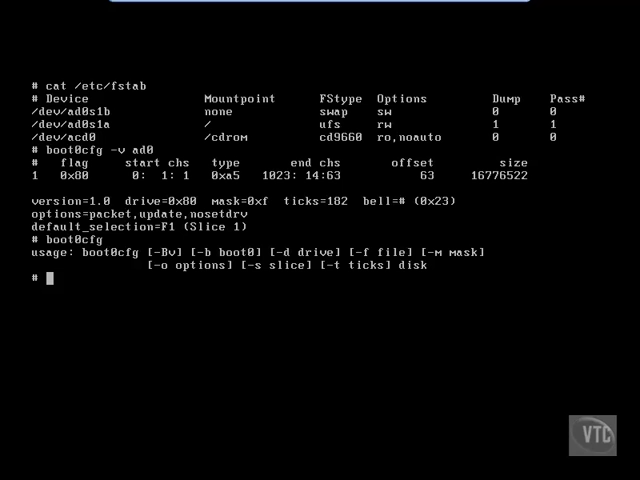 # cat /etc/fstab
# Device Mountpoint FStype Options Dump Pass#
/dev/ad0s1b none swap sw 0 0
/dev/ad0s1a / ufs rw 1 1
/dev/acd0 /cdrom cd9660 ro,noauto 0 0
# boot0cfg -v ad0
# flag start chs type end chs offset size
1 0x80 0: 1: 1 0xa5 1023: 14:63 63 16776522
version=1.0 drive=0x80 mask=0xf ticks=182 bell=# (0x23)
options=packet,update,nosetdrv
default_selection=F1 (Slice 1)
# boot0cfg
usage: boot0cfg [-Bv] [-b boot0] [-d drive] [-f file] [-m mask]
[-o options] [-s slice] [-t ticks] disk
#
VTC